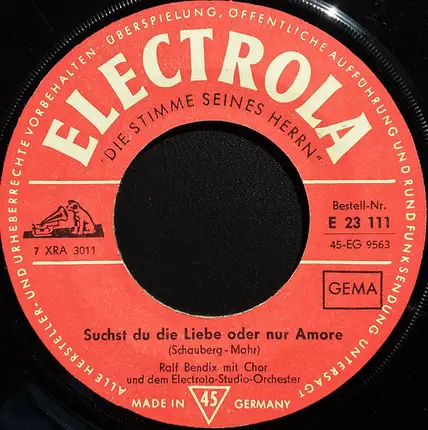 ALLE HERSTELLER- UND URHEBERRECHTE VORBEHALTEN · ÜBERSPIELUNG, ÖFFENTLICHE AUFFÜHRUNG UND RUNDFUNKSENDUNG UNTERSAGT
ELECTROLA
"DIE STIMME SEINES HERRN"
7 XRA 3011
Bestell-Nr.
E 23 111
45-EG 9563
GEMA
Suchst du die Liebe oder nur Amore
(Schauberg-Mahr)
Ralf Bendix mit Chor
und dem Electrola-Studio-Orchester
MADE IN 45 GERMANY